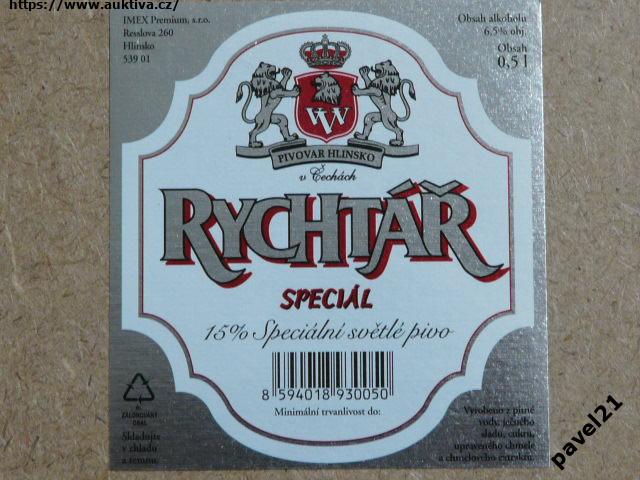 https://www.auktiva.cz/
IMEX Premium, s.r.o.
Resslova 260
Hlinsko
539 01
Obsah alkoholu
6,5% obj.
Obsah
0,5 l
VVV
PIVOVAR HLINSKO
v Čechách
RYCHTÁŘ
SPECIÁL
15% Speciální světlé pivo
8 594018 930050
Minimální trvanlivost do:
ZÁLOHOVANÝ
OBAL
Skladujte
v chladu
a temnu.
Vyrobeno z pitné
vody, ječného
sladu, cukru,
upraveného chmele
a chmelového extraktu.
pavel21